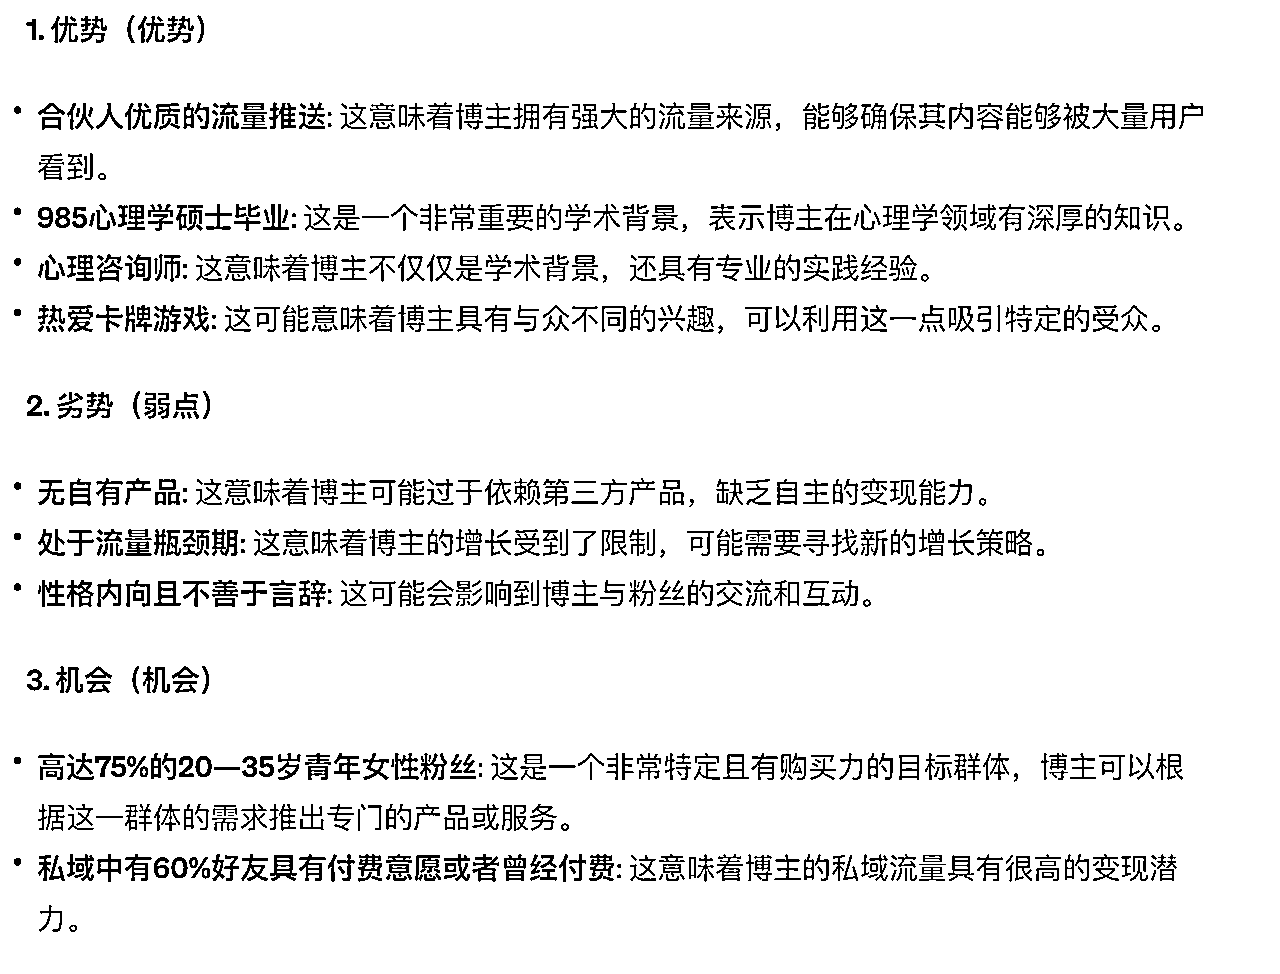 1. 优势（优势）
• 合伙人优质的流量推送: 这意味着博主拥有强大的流量来源，能够确保其内容能够被大量用户
看到。
• 985心理学硕士毕业: 这是一个非常重要的学术背景，表示博主在心理学领域有深厚的知识。
• 心理咨询师: 这意味着博主不仅仅是学术背景，还具有专业的实践经验。
• 热爱卡牌游戏: 这可能意味着博主具有与众不同的兴趣，可以利用这一点吸引特定的受众。
2. 劣势（弱点）
• 无自有产品: 这意味着博主可能过于依赖第三方产品，缺乏自主的变现能力。
• 处于流量瓶颈期: 这意味着博主的增长受到了限制，可能需要寻找新的增长策略。
• 性格内向且不善于言辞: 这可能会影响到博主与粉丝的交流和互动。
3. 机会（机会）
• 高达75%的20—35岁青年女性粉丝: 这是一个非常特定且有购买力的目标群体，博主可以根
据这一群体的需求推出专门的产品或服务。
• 私域中有60%好友具有付费意愿或者曾经付费: 这意味着博主的私域流量具有很高的变现潜
力。